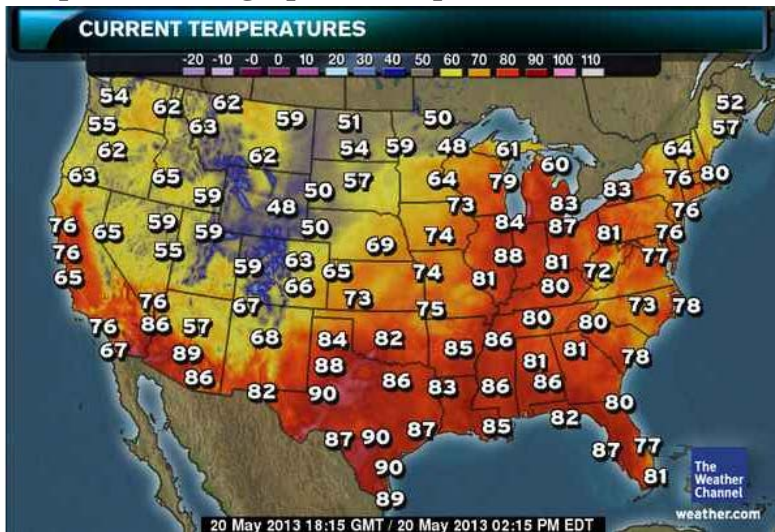 CURRENT TEMPERATURES
-20 -10 -0 0 10 20 30 40 50 60 70 80 90 100 110
54 62 62 59 51 50 52
55 63 57
62 62 54 59 48 61 64
63 65 59 50 57 64 79 60 76 80
48 73 83 83
76 65 59 59 50 74 84 87 76
76 55 69 88 81 81 76
65 59 63 65 74 81 80 72 77
66
76 67 73 75 73 78
76 86 57 68 84 82 86 80 80
67 89 88 85 81 81 78
86 82 90 86 83 86 86 80
87 90 87 85 82 87 77
90 81
89
The
Weather
Channel
weather.com
20 May 2013 18:15 GMT / 20 May 2013 02:15 PM EDT